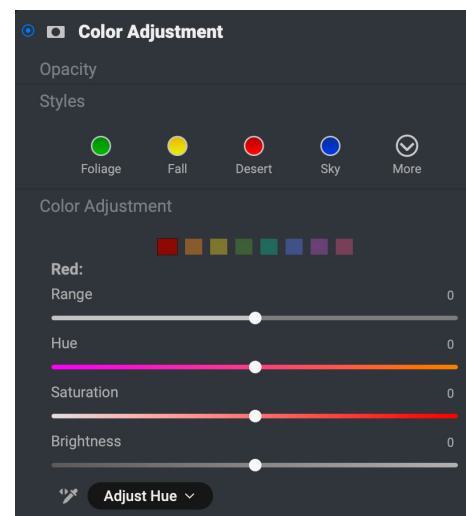 Color Adjustment
Opacity
Styles
Foliage Fall Desert Sky More
Color Adjustment
Red:
Range 0
Hue 0
Saturation 0
Brightness 0
Adjust Hue